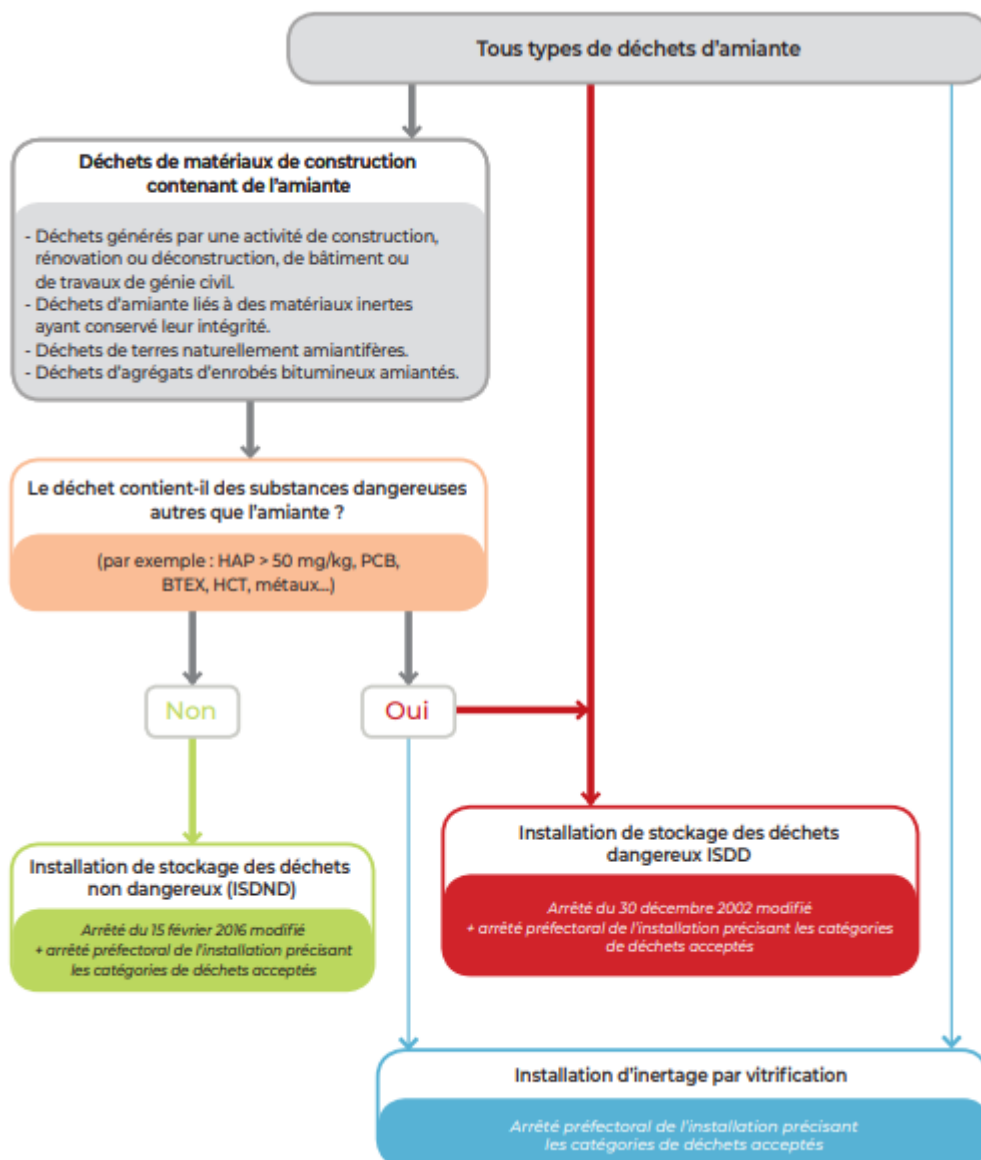 Tous types de déchets d'amiante
Déchets de matériaux de construction
contenant de l'amiante
- Déchets générés par une activité de construction,
rénovation ou déconstruction, de bâtiment ou
de travaux de génie civil.
- Déchets d'amiante liés à des matériaux inertes
ayant conservé leur intégrité.
- Déchets de terres naturellement amiantifères.
- Déchets d'agrégats d'enrobés bitumineux amiantés.
Le déchet contient-il des substances dangereuses
autres que l'amiante ?
(par exemple : HAP > 50 mg/kg, PCB,
BTEX, HCT, métaux...)
Non
Oui
Installation de stockage des déchets
non dangereux (ISDND)
Arrêté du 15 février 2016 modifié
+ arrêté préfectoral de l'installation précisant
les catégories de déchets acceptés
Installation de stockage des déchets
dangereux ISDD
Arrêté du 30 décembre 2002 modifié
+ arrêté préfectoral de l'installation précisant les catégories
de déchets acceptés
Installation d'inertage par vitrification
Arrêté préfectoral de l'installation précisant
les catégories de déchets acceptés